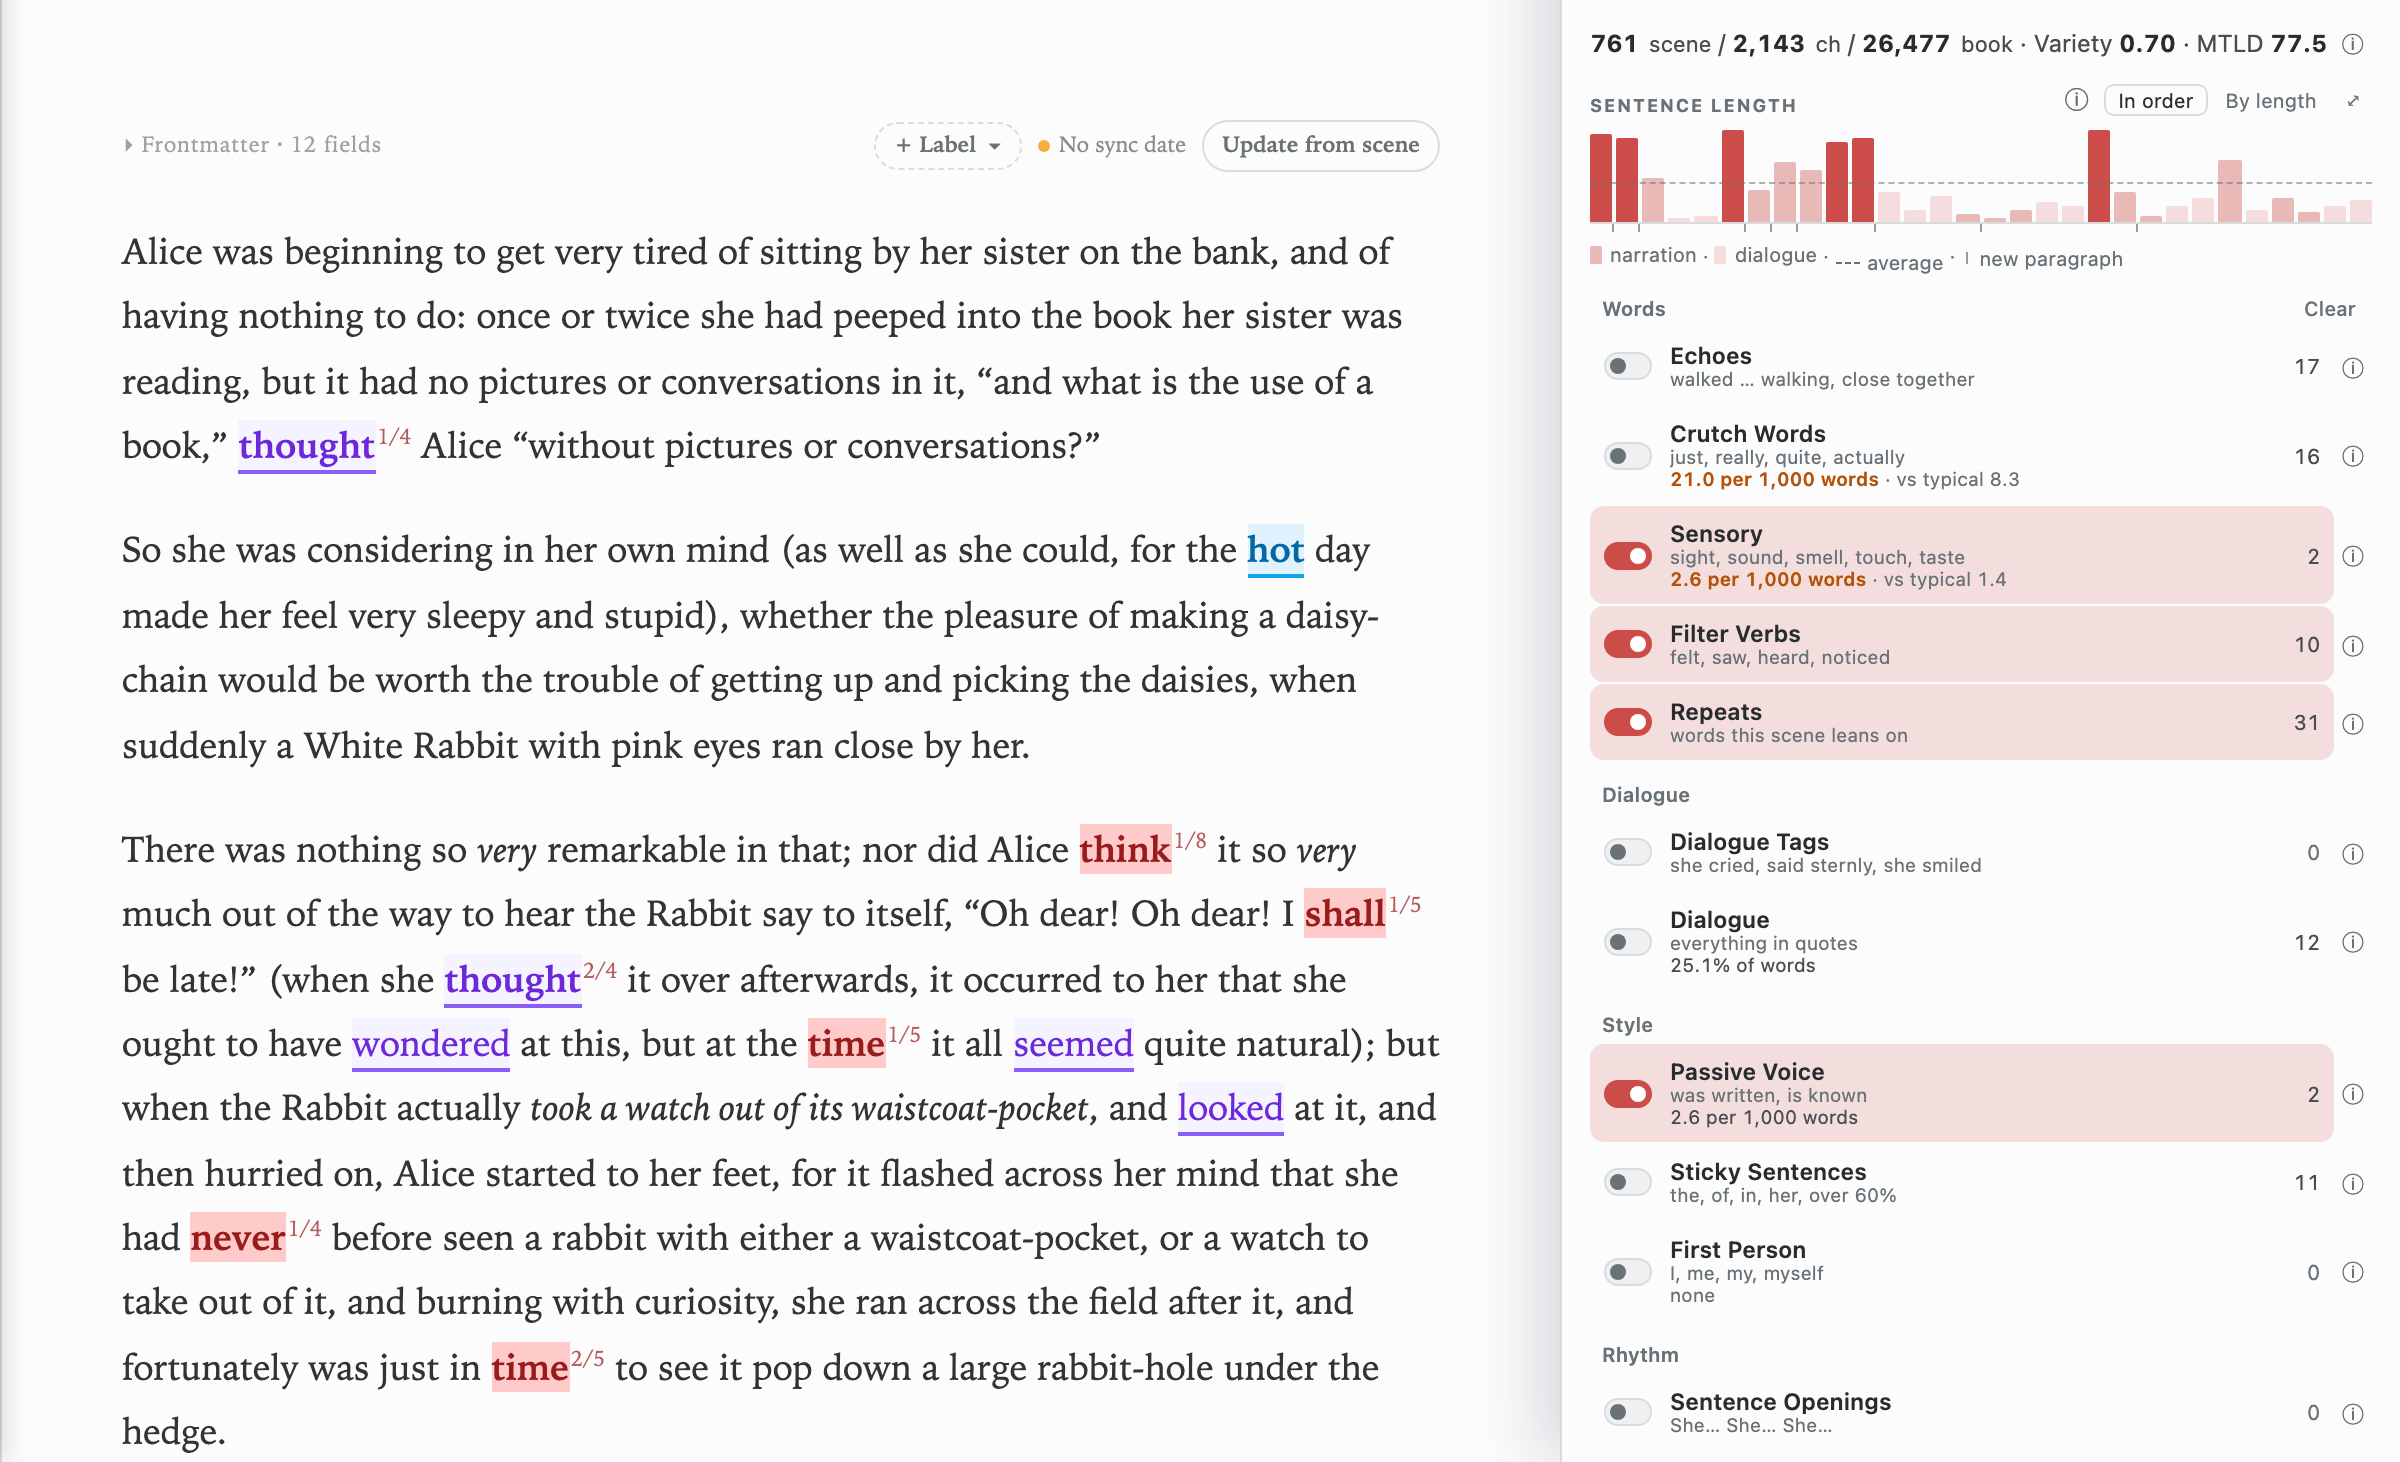 Frontmatter · 12 fields
+ Label
No sync date
Update from scene
Alice was beginning to get very tired of sitting by her sister on the bank, and of
having nothing to do: once or twice she had peeped into the book her sister was
reading, but it had no pictures or conversations in it, “and what is the use of a
book,” thought 1/4 Alice “without pictures or conversations?”
So she was considering in her own mind (as well as she could, for the hot day
made her feel very sleepy and stupid), whether the pleasure of making a daisy-
chain would be worth the trouble of getting up and picking the daisies, when
suddenly a White Rabbit with pink eyes ran close by her.
There was nothing so very remarkable in that; nor did Alice think 1/8 it so very
much out of the way to hear the Rabbit say to itself, “Oh dear! Oh dear! I shall 1/5
be late!” (when she thought 2/4 it over afterwards, it occurred to her that she
ought to have wondered at this, but at the time 1/5 it all seemed quite natural); but
when the Rabbit actually took a watch out of its waistcoat-pocket, and looked at it, and
then hurried on, Alice started to her feet, for it flashed across her mind that she
had never 1/4 before seen a rabbit with either a waistcoat-pocket, or a watch to
take out of it, and burning with curiosity, she ran across the field after it, and
fortunately was just in time 2/5 to see it pop down a large rabbit-hole under the
hedge.
761 scene / 2,143 ch / 26,477 book · Variety 0.70 · MTLD 77.5
SENTENCE LENGTH
In order
By length
narration · dialogue · --- average · new paragraph
Words
Clear
Echoes
walked ... walking, close together
17
Crutch Words
just, really, quite, actually
21.0 per 1,000 words · vs typical 8.3
16
Sensory
sight, sound, smell, touch, taste
2.6 per 1,000 words · vs typical 1.4
2
Filter Verbs
felt, saw, heard, noticed
10
Repeats
words this scene leans on
31
Dialogue
Dialogue Tags
she cried, said sternly, she smiled
0
Dialogue
everything in quotes
25.1% of words
12
Style
Passive Voice
was written, is known
2.6 per 1,000 words
2
Sticky Sentences
the, of, in, her, over 60%
11
First Person
I, me, my, myself
none
0
Rhythm
Sentence Openings
She... She... She...
0